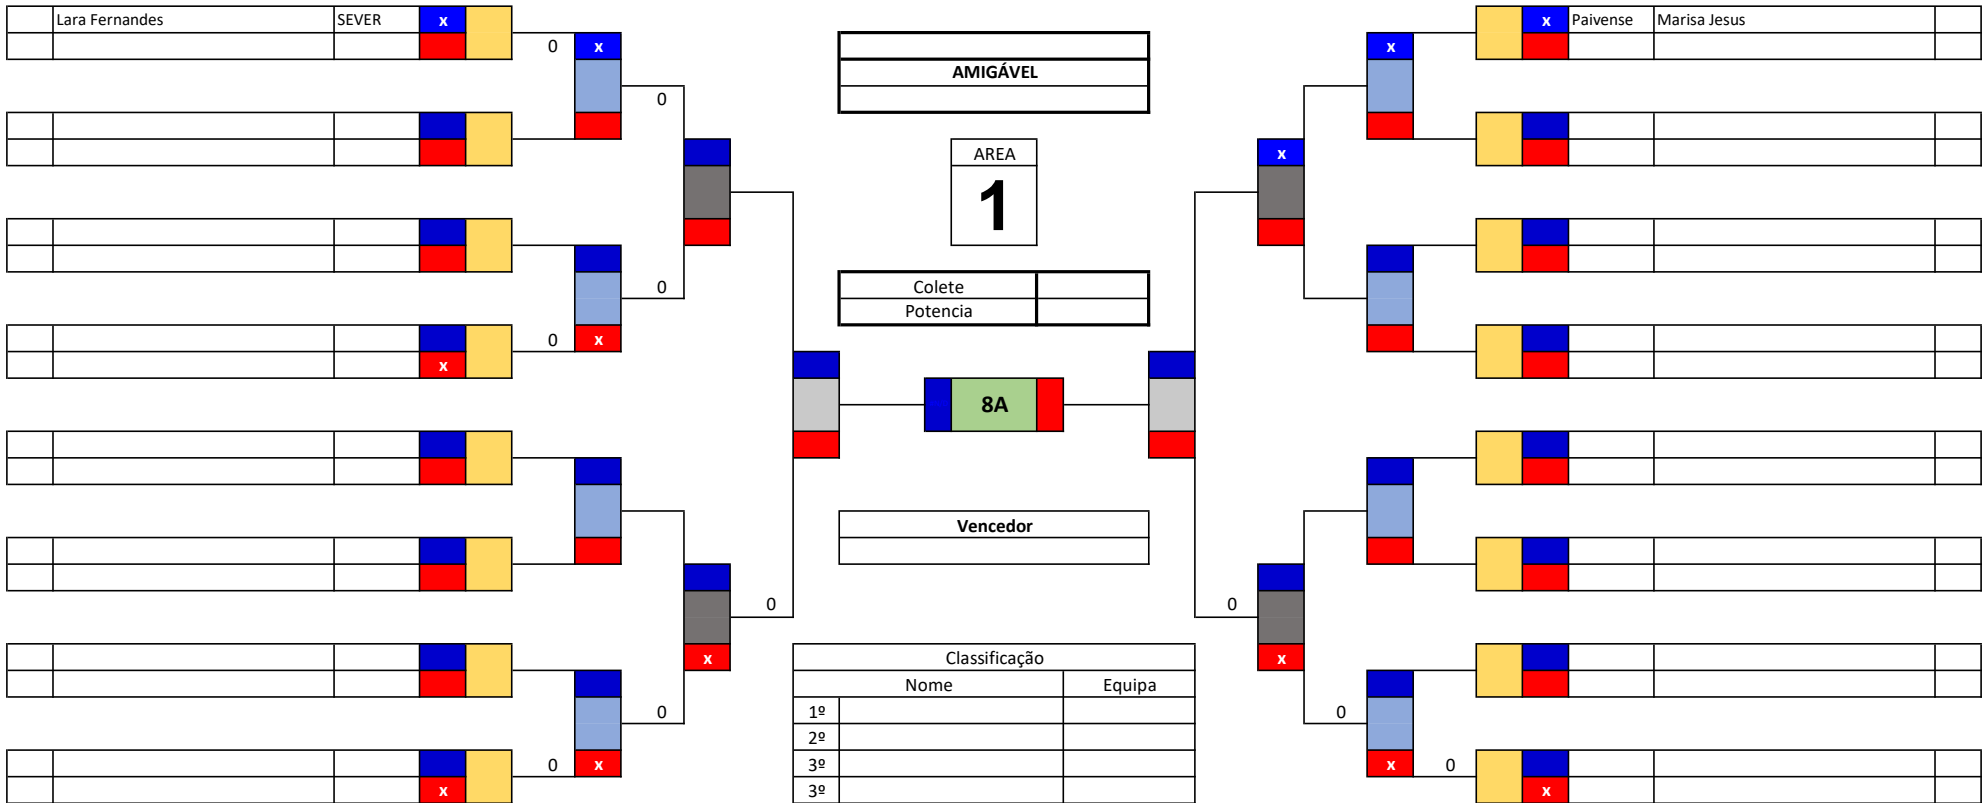 Lara Fernandes SEVER x x Paivense Marisa Jesus
0 x x
AMIGÁVEL
0
AREA x
1
0 Colete
Potencia
0 x
x
8A
Vencedor
0 0
x Classificação x
Nome Equipa
0 1º 0
2º
0 x 3º x 0
x 3º x